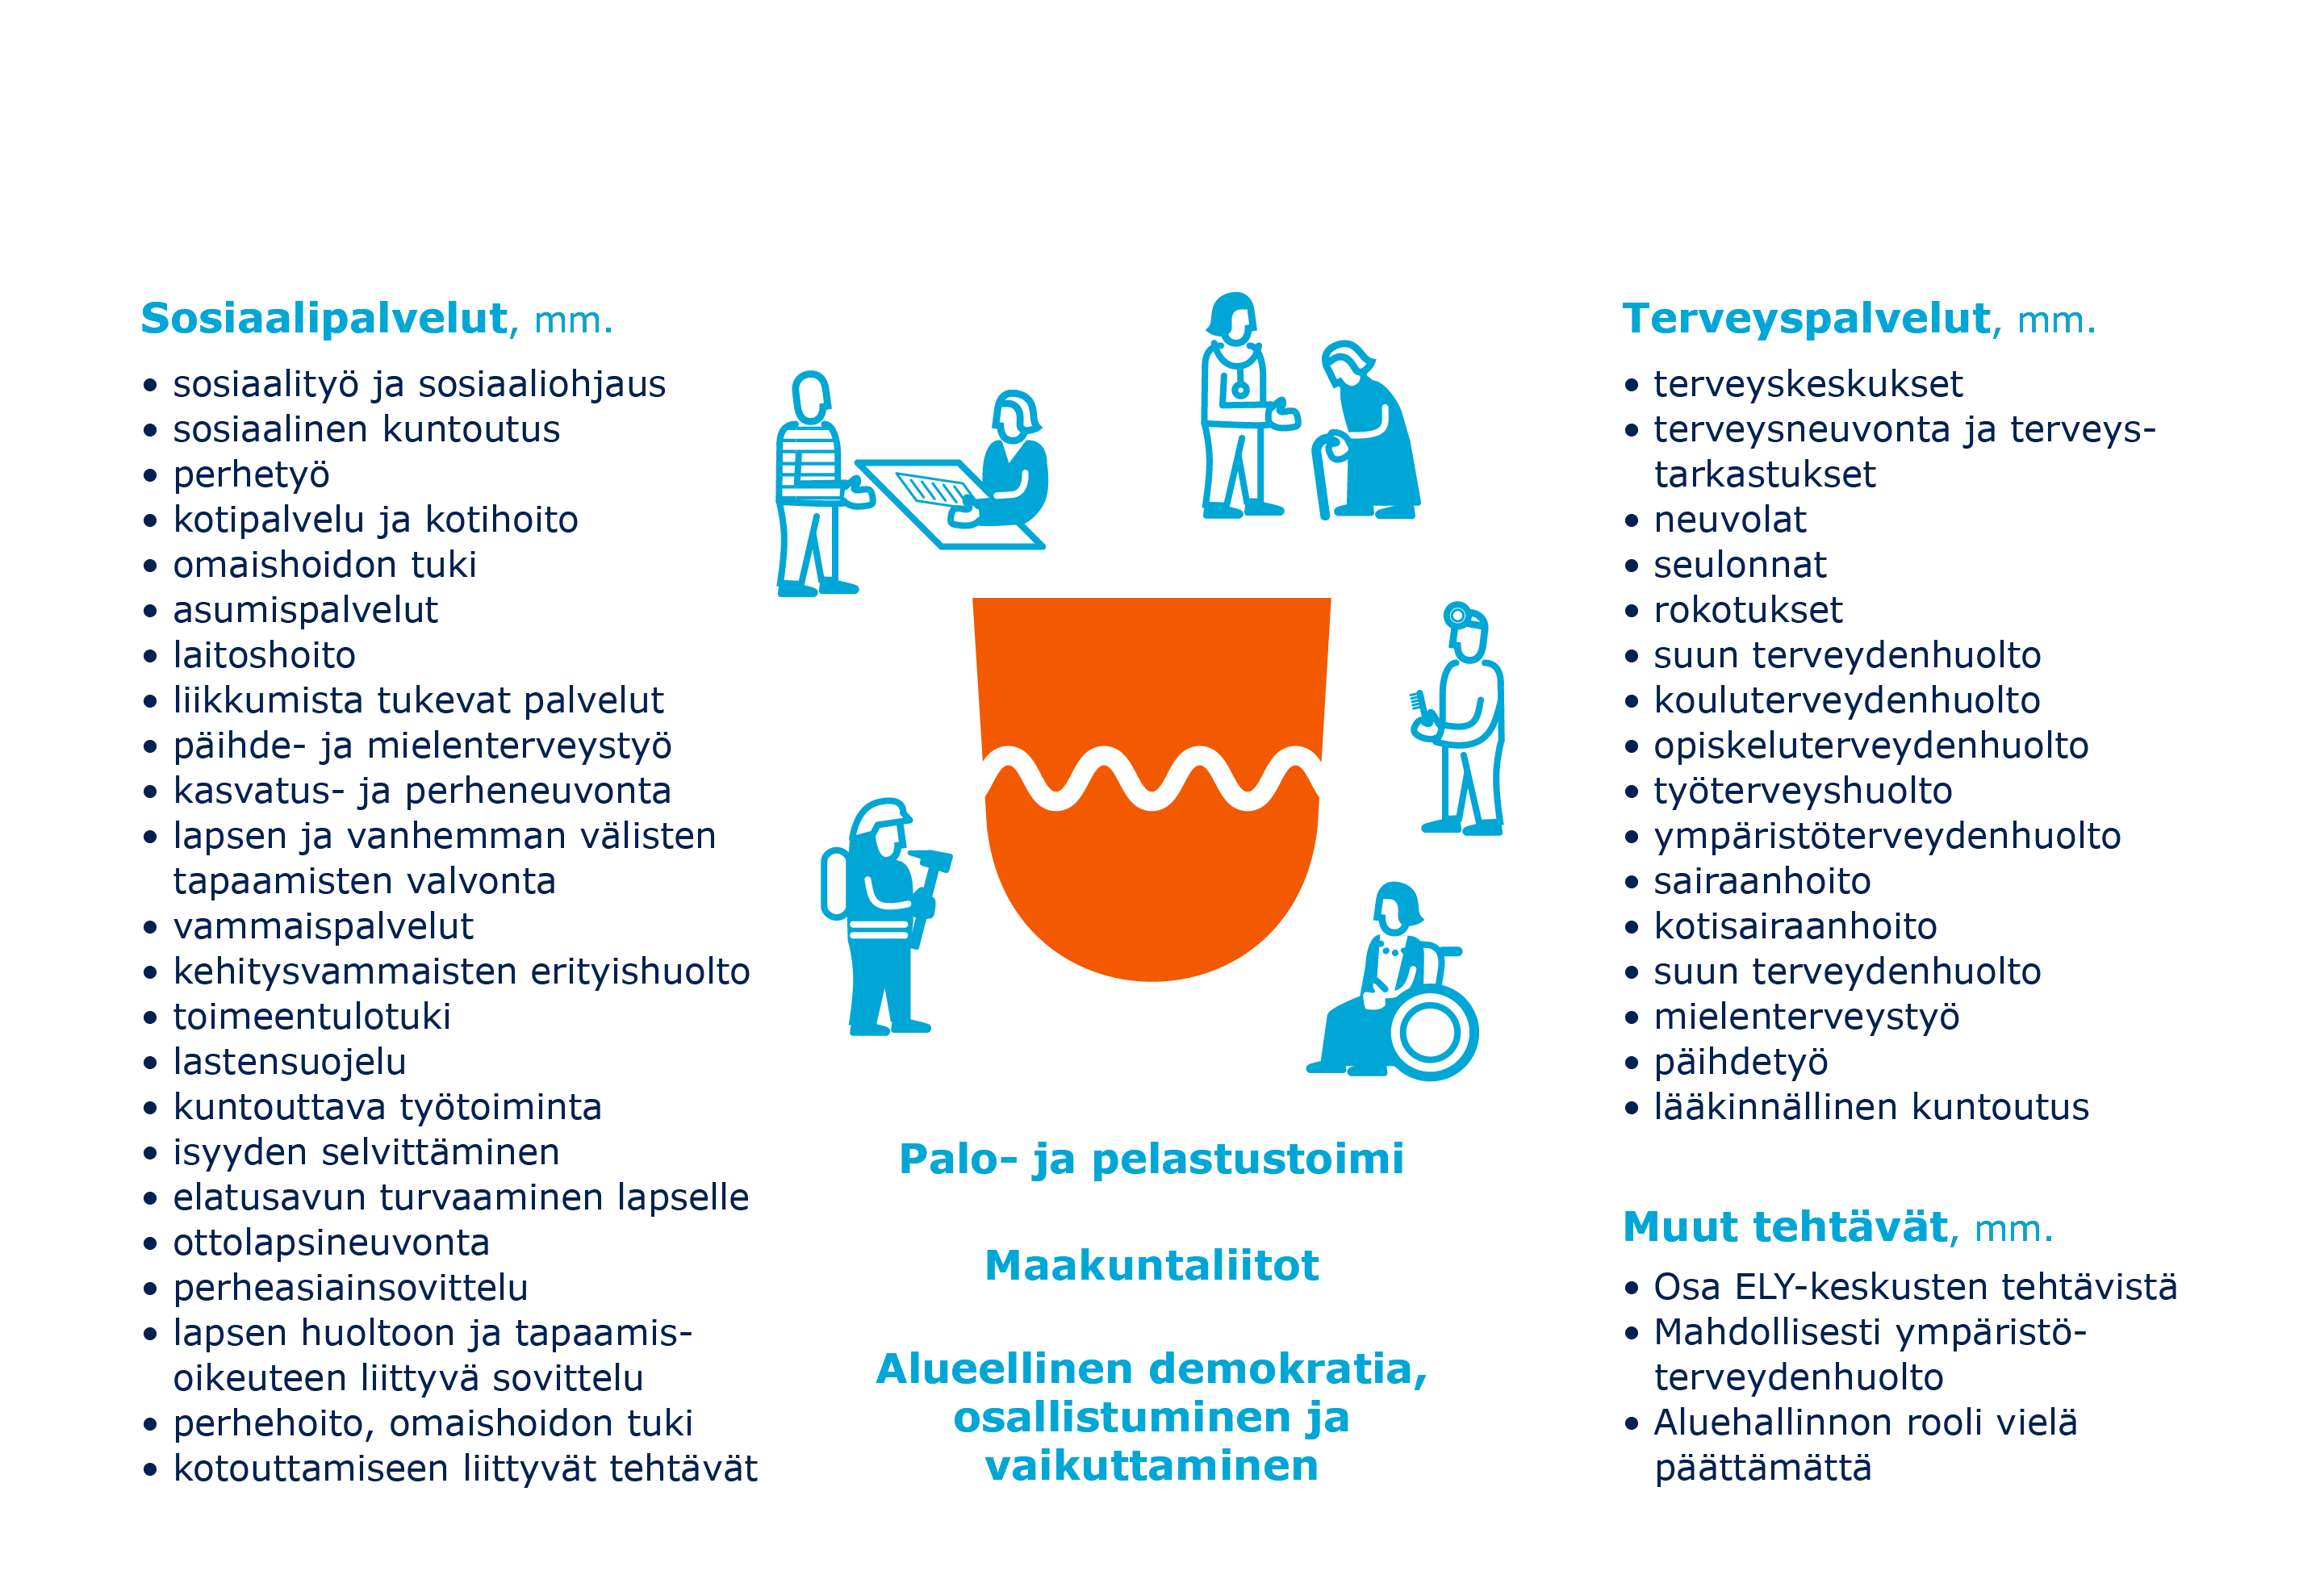 Sosiaalipalvelut, mm.
• sosiaalityö ja sosiaaliohjaus
• sosiaalinen kuntoutus
• perhetyö
• kotipalvelu ja kotihoito
• omaishoidon tuki
• asumispalvelut
• laitoshoito
• liikkumista tukevat palvelut
• päihde- ja mielenterveystyö
• kasvatus- ja perheneuvonta
• lapsen ja vanhemman välisten
tapaamisten valvonta
• vammaispalvelut
• kehitysvammaisten erityishuolto
• toimeentulotuki
• lastensuojelu
• kuntouttava työtoiminta
• isyyden selvittäminen
• elatusavun turvaaminen lapselle
• ottolapsineuvonta
• perheasiainsovittelu
• lapsen huoltoon ja tapaamis-
oikeuteen liittyvä sovittelu
• perhehoito, omaishoidon tuki
• kotouttamiseen liittyvät tehtävät
Palo- ja pelastustoimi
Maakuntaliitot
Alueellinen demokratia,
osallistuminen ja
vaikuttaminen
Terveyspalvelut, mm.
• terveyskeskukset
• terveysneuvonta ja terveys-
tarkastukset
• neuvolat
• seulonnat
• rokotukset
• suun terveydenhuolto
• kouluterveydenhuolto
• opiskeluterveydenhuolto
• työterveyshuolto
• ympäristöterveydenhuolto
• sairaanhoito
• kotisairaanhoito
• suun terveydenhuolto
• mielenterveystyö
• päihdetyö
• lääkinnällinen kuntoutus
Muut tehtävät, mm.
• Osa ELY-keskusten tehtävistä
• Mahdollisesti ympäristö-
terveydenhuolto
• Aluehallinnon rooli vielä
päättämättä